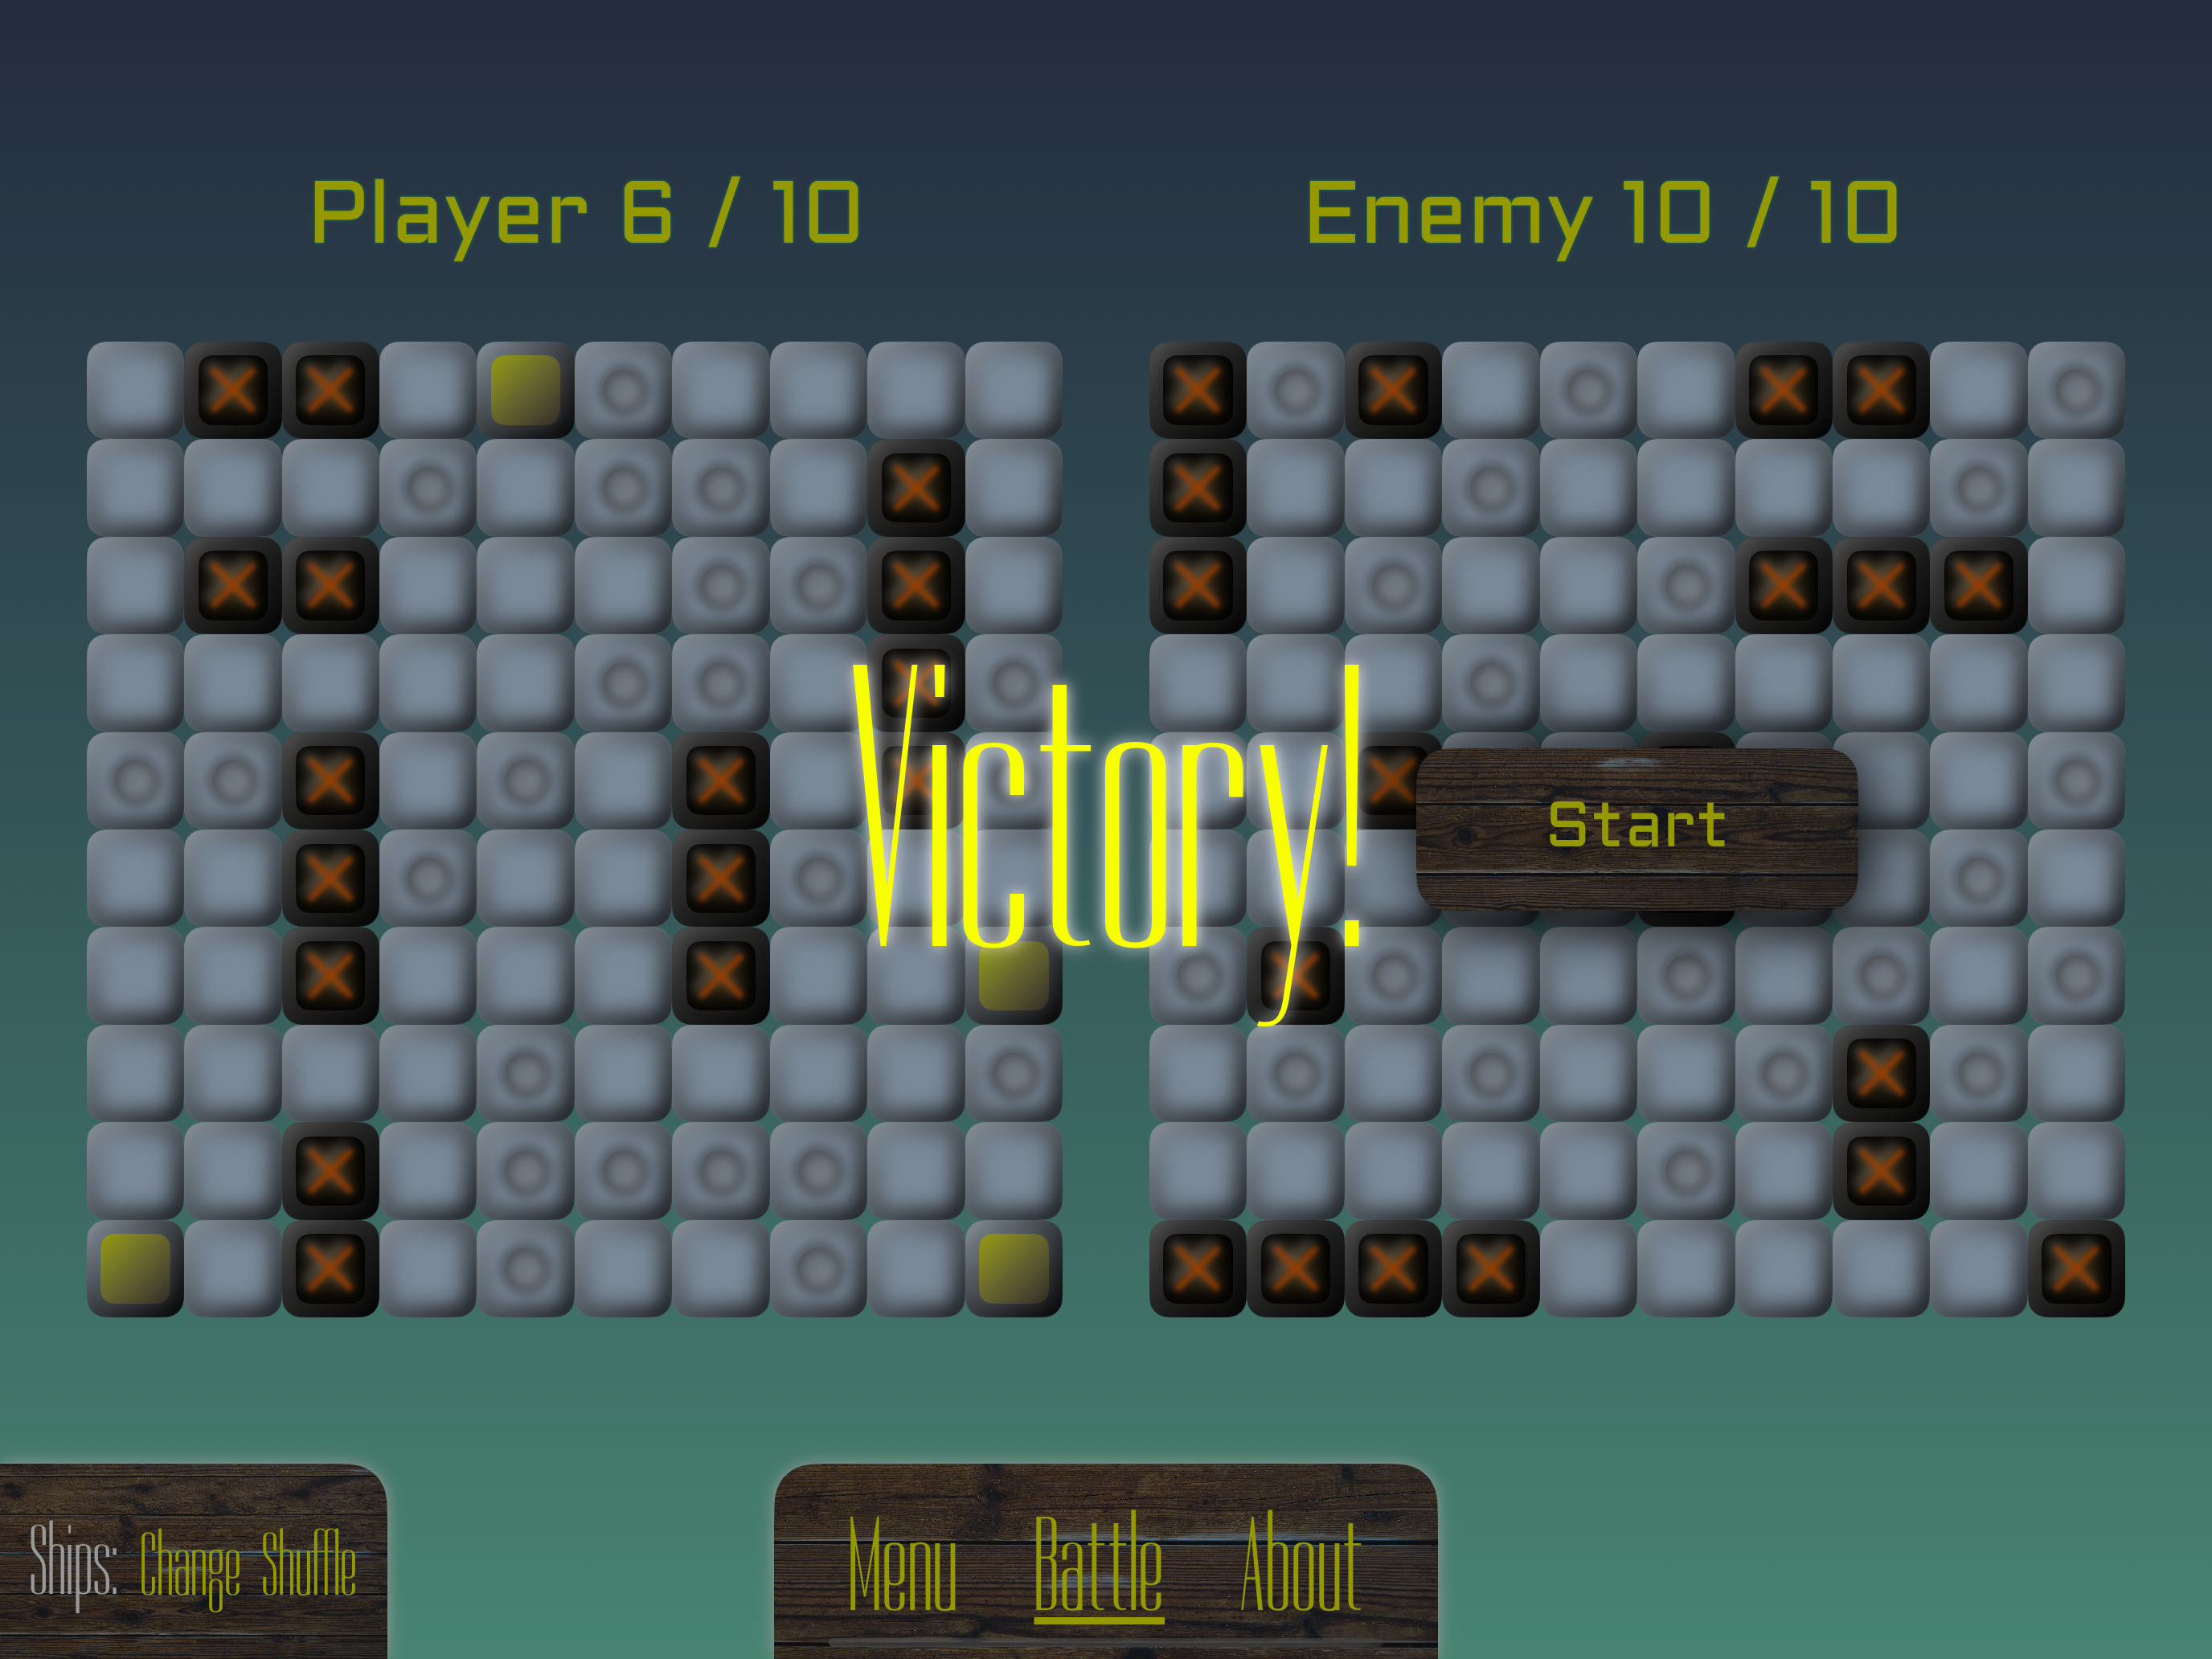 Player 6 / 10
Enemy 10 / 10
Victory!
Start
Ships: Change Shuffle
Menu Battle About